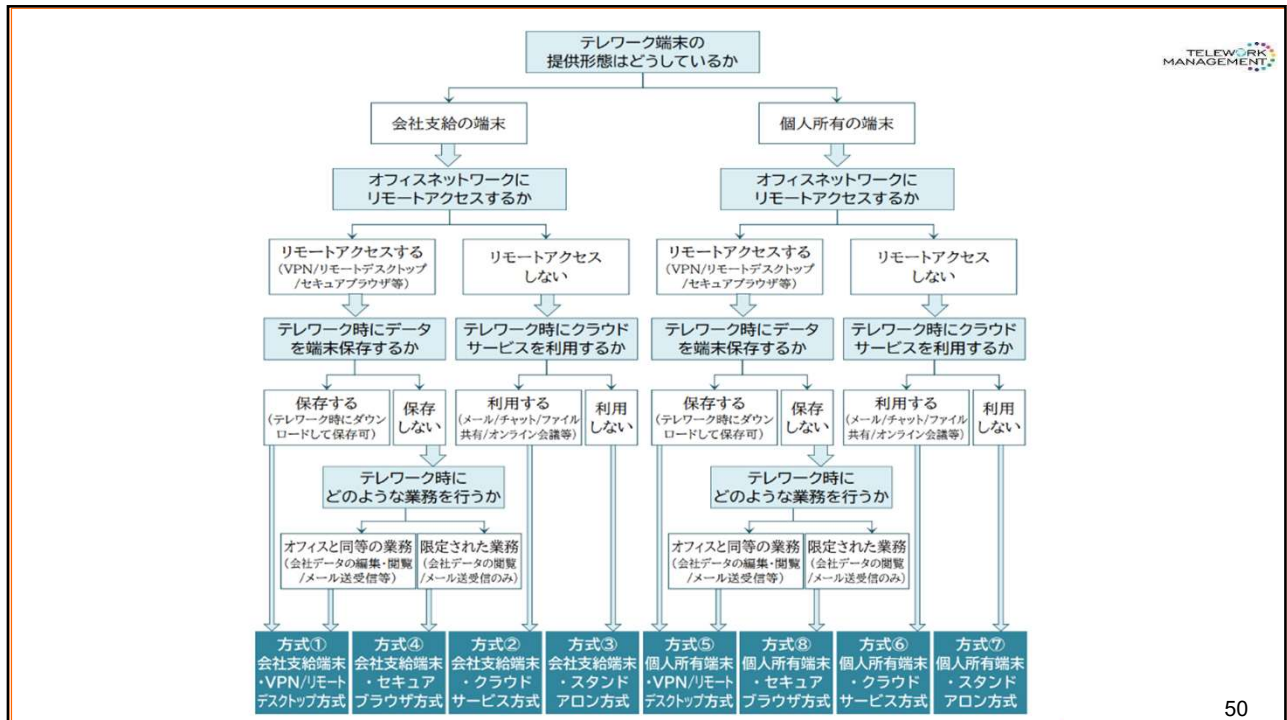 テレワーク端末の
提供形態はどうしているか
TELEWORK
MANAGEMENT
会社支給の端末
個人所有の端末
オフィスネットワークに
リモートアクセスするか
オフィスネットワークに
リモートアクセスするか
リモートアクセスする
(VPN/リモートデスクトップ
/セキュアブラウザ等)
リモートアクセス
しない
リモートアクセスする
(VPN/リモートデスクトップ
/セキュアブラウザ等)
リモートアクセス
しない
テレワーク時にデータ
を端末保存するか
テレワーク時にクラウド
サービスを利用するか
テレワーク時にデータ
を端末保存するか
テレワーク時にクラウド
サービスを利用するか
保存する
(テレワーク時にダウン
ロードして保存可)
保存
しない
利用する
(メール/チャット/ファイル
共有/オンライン会議等)
利用
しない
保存する
(テレワーク時にダウン
ロードして保存可)
保存
しない
利用する
(メール/チャット/ファイル
共有/オンライン会議等)
利用
しない
テレワーク時に
どのような業務を行うか
テレワーク時に
どのような業務を行うか
オフィスと同等の業務
(会社データの編集・閲覧
/メール送受信等)
限定された業務
(会社データの閲覧
/メール送受信のみ)
オフィスと同等の業務
(会社データの編集・閲覧
/メール送受信等)
限定された業務
(会社データの閲覧
/メール送受信のみ)
方式①
会社支給端末
・VPN/リモート
デスクトップ方式
方式④
会社支給端末
・セキュア
ブラウザ方式
方式②
会社支給端末
・クラウド
サービス方式
方式③
会社支給端末
・スタンド
アロン方式
方式⑤
個人所有端末
・VPN/リモート
デスクトップ方式
方式⑧
個人所有端末
・セキュア
ブラウザ方式
方式⑥
個人所有端末
・クラウド
サービス方式
方式⑦
個人所有端末
・スタンド
アロン方式
50